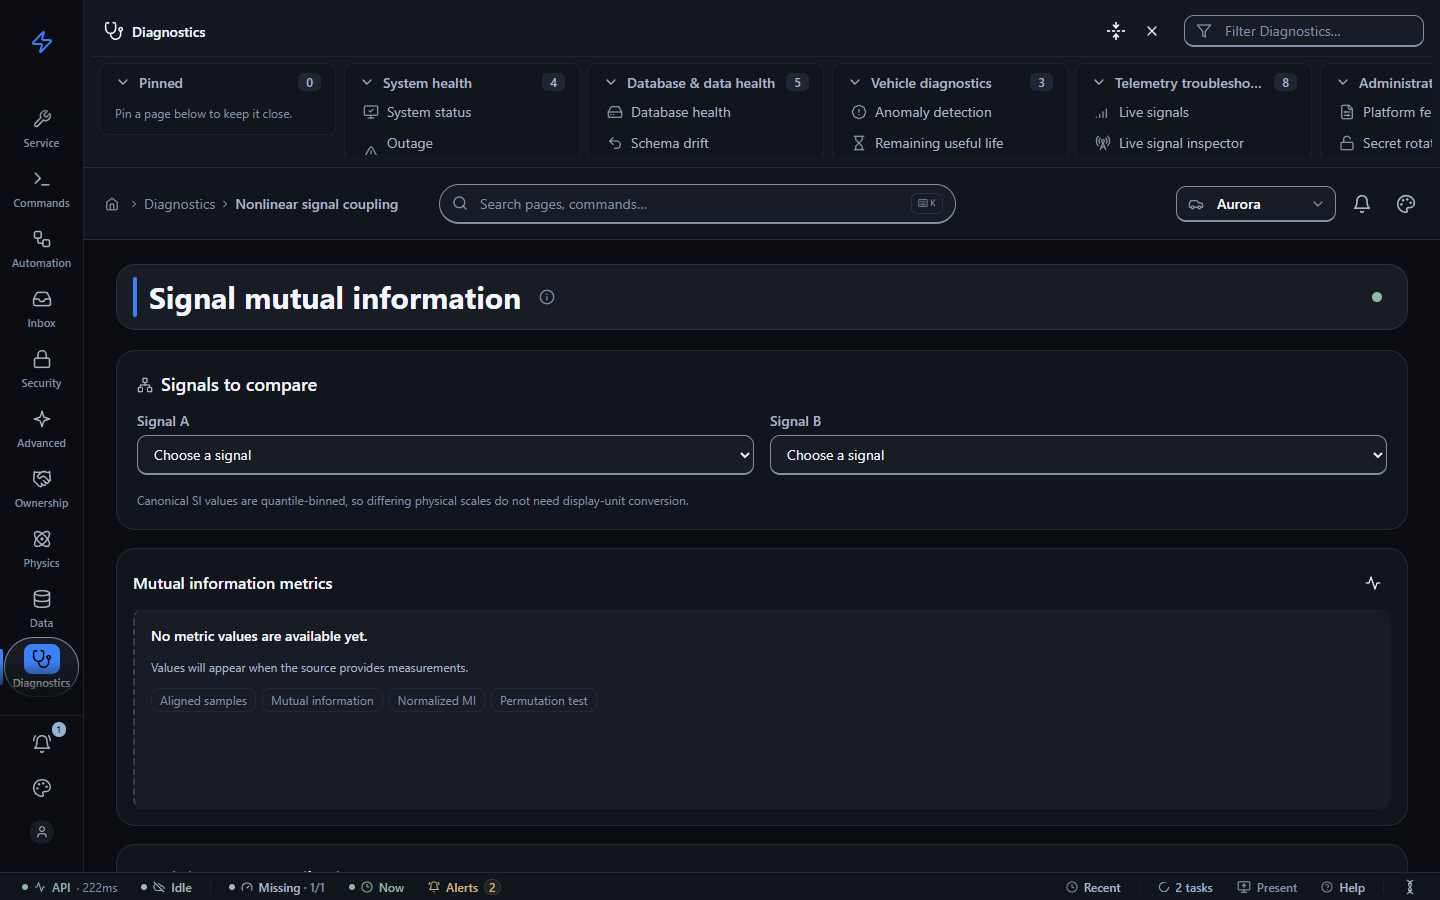 Diagnostics
Filter Diagnostics...
Pinned 0
Pin a page below to keep it close.
System health 4
System status
Outage
Database & data health 5
Database health
Schema drift
Vehicle diagnostics 3
Anomaly detection
Remaining useful life
Telemetry troublesho... 8
Live signals
Live signal inspector
Administrat
Platform fe
Secret rota
Service
Commands
Automation
Inbox
Security
Advanced
Ownership
Physics
Data
Diagnostics
1
Diagnostics > Nonlinear signal coupling
Search pages, commands...
K
Aurora
Signal mutual information
Signals to compare
Signal A
Choose a signal
Signal B
Choose a signal
Canonical SI values are quantile-binned, so differing physical scales do not need display-unit conversion.
Mutual information metrics
No metric values are available yet.
Values will appear when the source provides measurements.
Aligned samples
Mutual information
Normalized MI
Permutation test
API · 222ms
Idle
Missing · 1/1
Now
Alerts 2
Recent
2 tasks
Present
Help